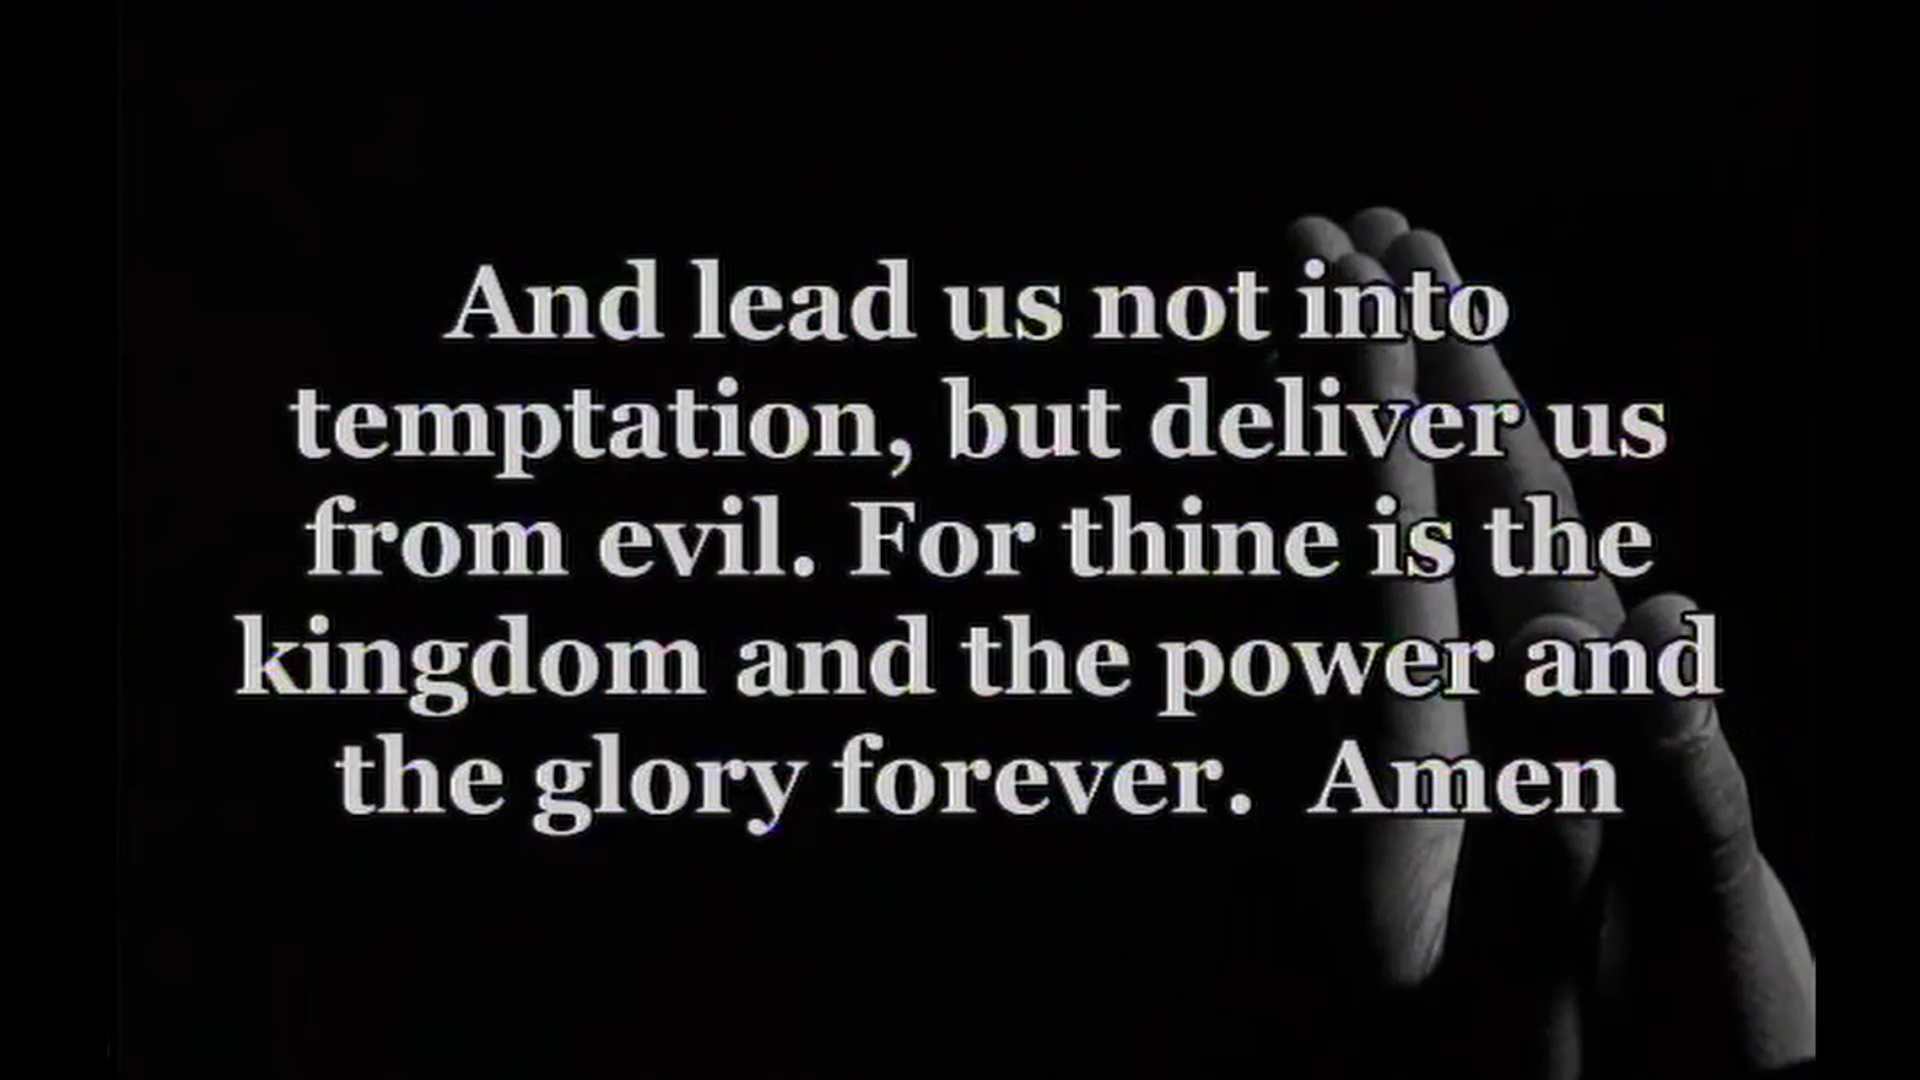 And lead us not into
temptation, but deliver us
from evil. For thine is the
kingdom and the power and
the glory forever.  Amen